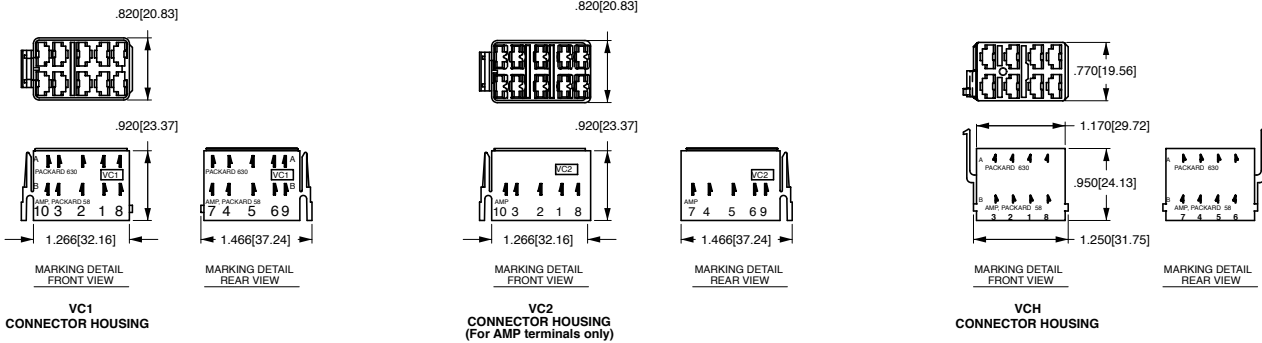 .820[20.83]
.920[23.37]
A
PACKARD 630
VC1
B
AMP, PACKARD 58
10 3 2 1 8
1.266[32.16]
MARKING DETAIL
FRONT VIEW
A
PACKARD 630
VC1
B
AMP, PACKARD 58
7 4 5 6 9
1.466[37.24]
MARKING DETAIL
REAR VIEW
VC1
CONNECTOR HOUSING
.820[20.83]
.920[23.37]
VC2
AMP
10 3 2 1 8
1.266[32.16]
MARKING DETAIL
FRONT VIEW
VC2
AMP
7 4 5 6 9
1.466[37.24]
MARKING DETAIL
REAR VIEW
VC2
CONNECTOR HOUSING
(For AMP terminals only)
.770[19.56]
1.170[29.72]
A
PACKARD 630
.950[24.13]
B
AMP, PACKARD 58
3 2 1 8
1.250[31.75]
MARKING DETAIL
FRONT VIEW
A
PACKARD 630
B
AMP, PACKARD 58
7 4 5 6
MARKING DETAIL
REAR VIEW
VCH
CONNECTOR HOUSING